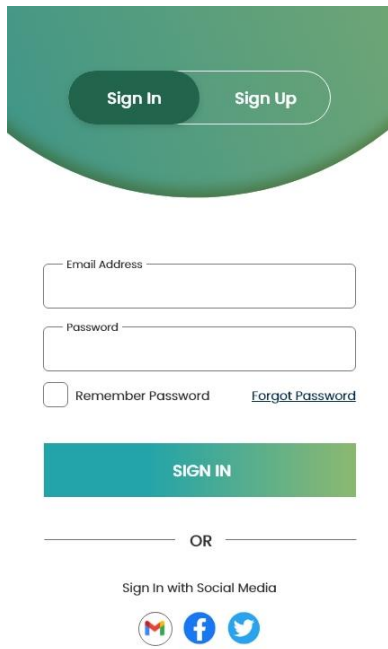 Sign In Sign Up
Email Address
Password
Remember Password Forgot Password
SIGN IN
OR
Sign In with Social Media